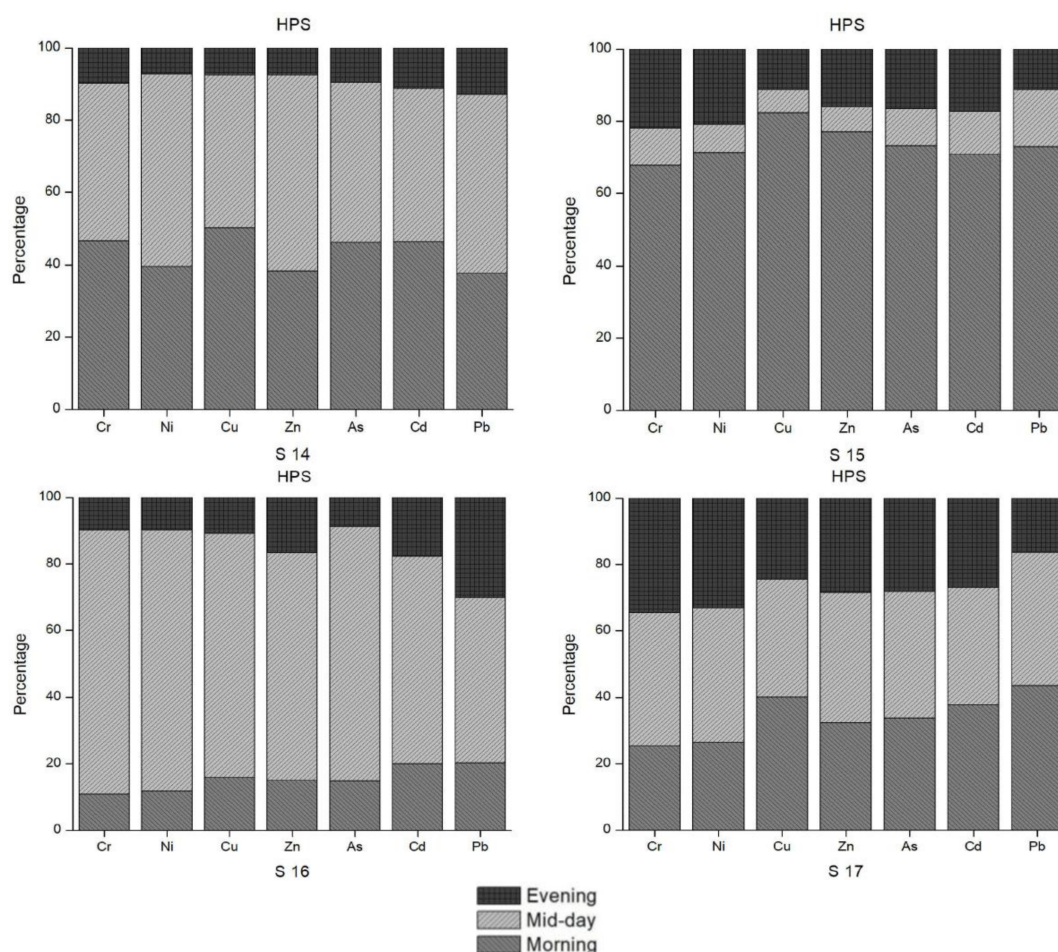 HPS
100
80
60
40
20
0
Percentage
Cr Ni Cu Zn As Cd Pb
S 14
HPS
100
80
60
40
20
0
Percentage
Cr Ni Cu Zn As Cd Pb
S 15
HPS
100
80
60
40
20
0
Percentage
Cr Ni Cu Zn As Cd Pb
S 16
HPS
100
80
60
40
20
0
Percentage
Cr Ni Cu Zn As Cd Pb
S 17
Evening
Mid-day
Morning